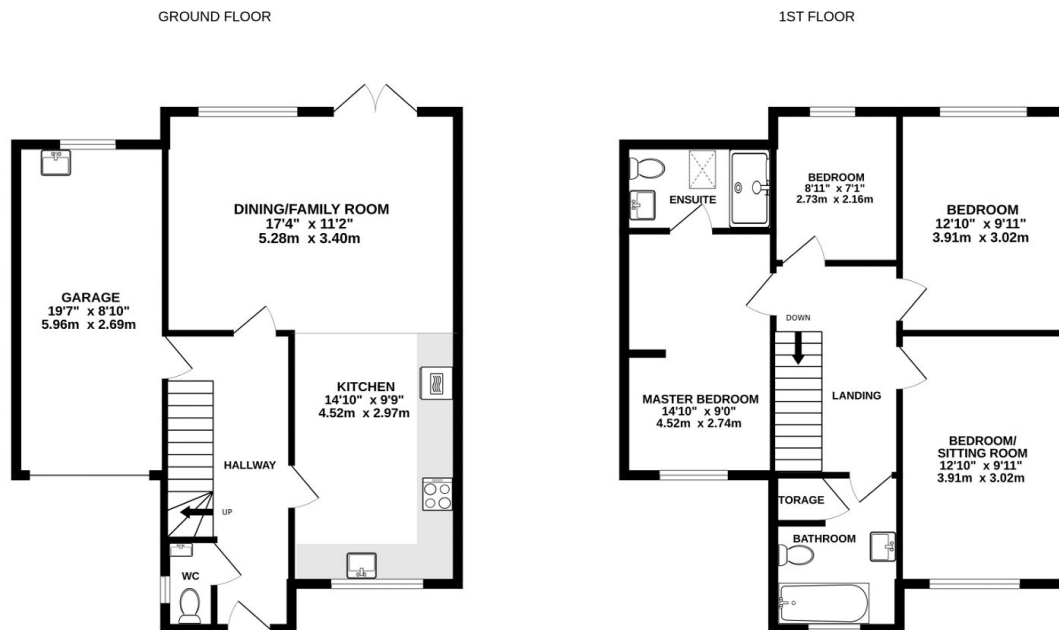 GROUND FLOOR
DINING/FAMILY ROOM
17'4" x 11'2"
5.28m x 3.40m
GARAGE
19'7" x 8'10"
5.96m x 2.69m
KITCHEN
14'10" x 9'9"
4.52m x 2.97m
HALLWAY
UP
WC
1ST FLOOR
ENSUITE
BEDROOM
8'11" x 7'1"
2.73m x 2.16m
BEDROOM
12'10" x 9'11"
3.91m x 3.02m
DOWN
MASTER BEDROOM
14'10" x 9'0"
4.52m x 2.74m
LANDING
BEDROOM/
SITTING ROOM
12'10" x 9'11"
3.91m x 3.02m
TORAGE
BATHROOM